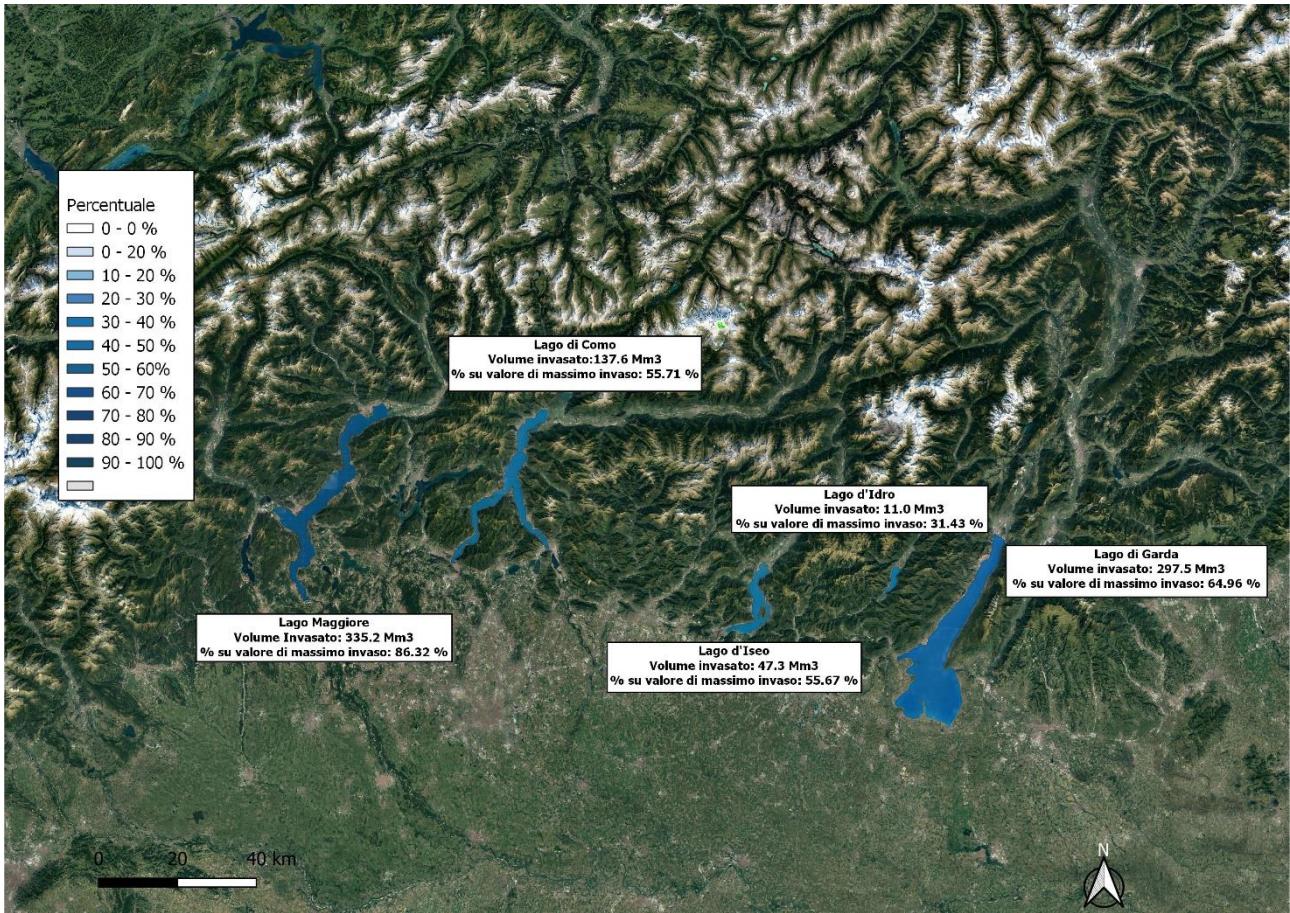 Percentuale
0 - 0 %
0 - 20 %
10 - 20 %
20 - 30 %
30 - 40 %
40 - 50 %
50 - 60%
60 - 70 %
70 - 80 %
80 - 90 %
90 - 100 %
Lago di Como
Volume invasato:137.6 Mm3
% su valore di massimo invaso: 55.71 %
Lago d'Idro
Volume invasato: 11.0 Mm3
% su valore di massimo invaso: 31.43 %
Lago di Garda
Volume invasato: 297.5 Mm3
% su valore di massimo invaso: 64.96 %
Lago Maggiore
Volume Invasato: 335.2 Mm3
% su valore di massimo invaso: 86.32 %
Lago d'Iseo
Volume invasato: 47.3 Mm3
% su valore di massimo invaso: 55.67 %
0 20 40 km
N